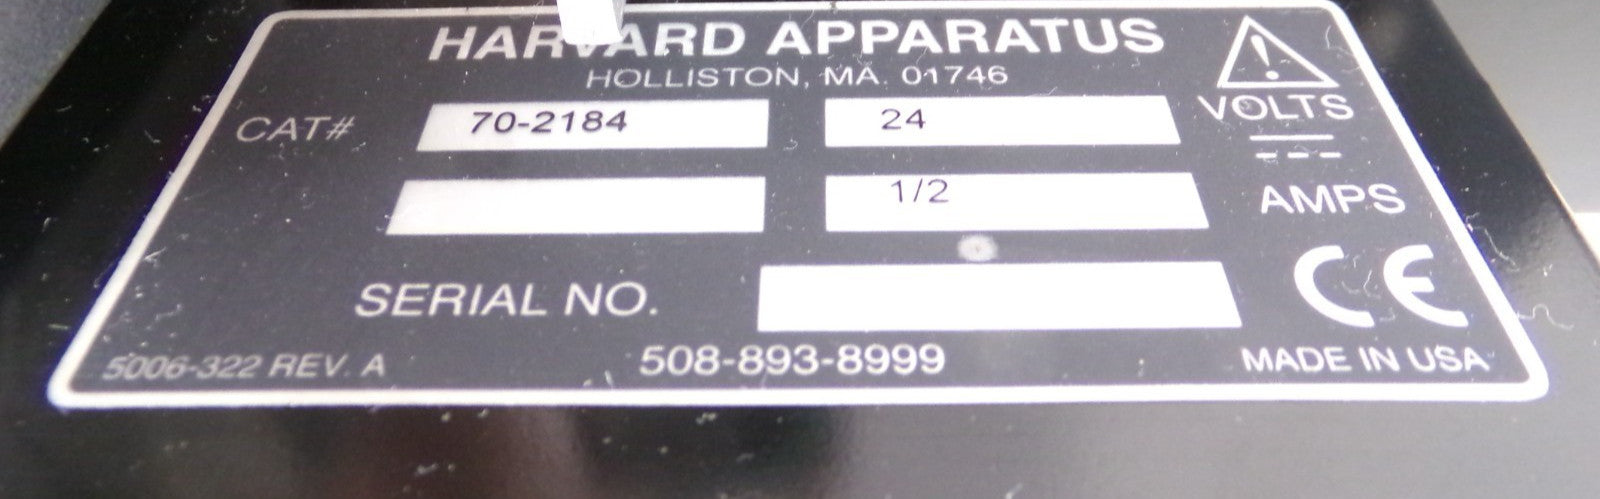 HARVARD APPARATUS
HOLLISTON, MA. 01746
CAT# 70-2184 24 VOLTS
1/2 AMPS
SERIAL NO.
CE
5006-322 REV. A 508-893-8999 MADE IN USA